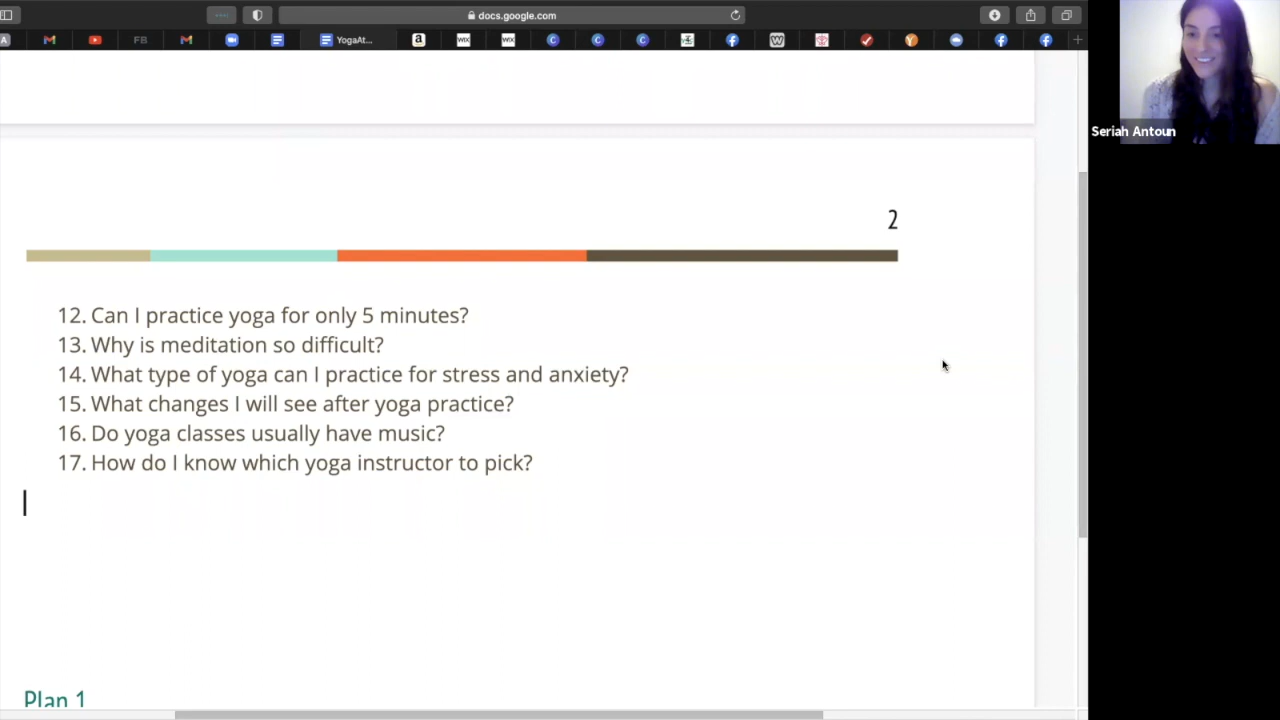 docs.google.com
A
FB
YogaAt...
a
WIX
WIX
C
C
C
W
Y
Seriah Antoun
2
12. Can I practice yoga for only 5 minutes?
13. Why is meditation so difficult?
14. What type of yoga can I practice for stress and anxiety?
15. What changes I will see after yoga practice?
16. Do yoga classes usually have music?
17. How do I know which yoga instructor to pick?
Plan 1